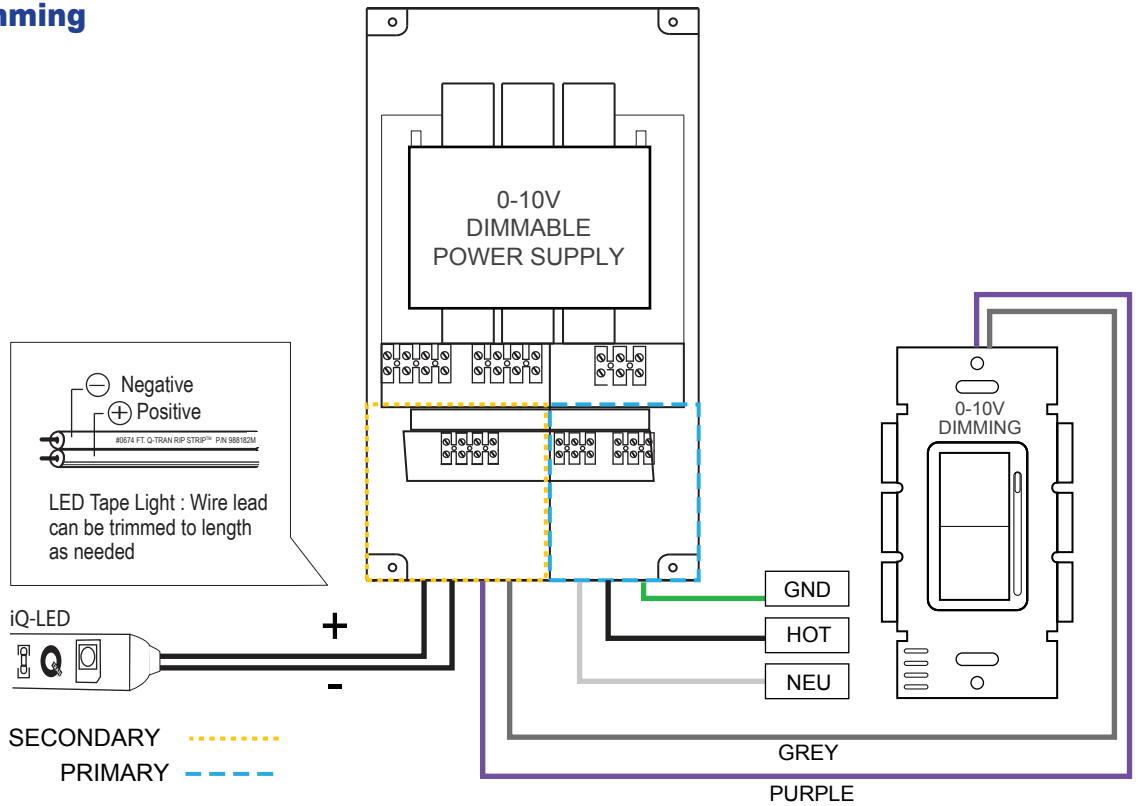 mming
0-10V
DIMMABLE
POWER SUPPLY
Negative
Positive
#0674 FT. Q-TRAN RIP STRIP™ P/N 988182M
LED Tape Light : Wire lead
can be trimmed to length
as needed
0-10V
DIMMING
iQ-LED
Q
+
-
GND
HOT
NEU
SECONDARY
PRIMARY
GREY
PURPLE